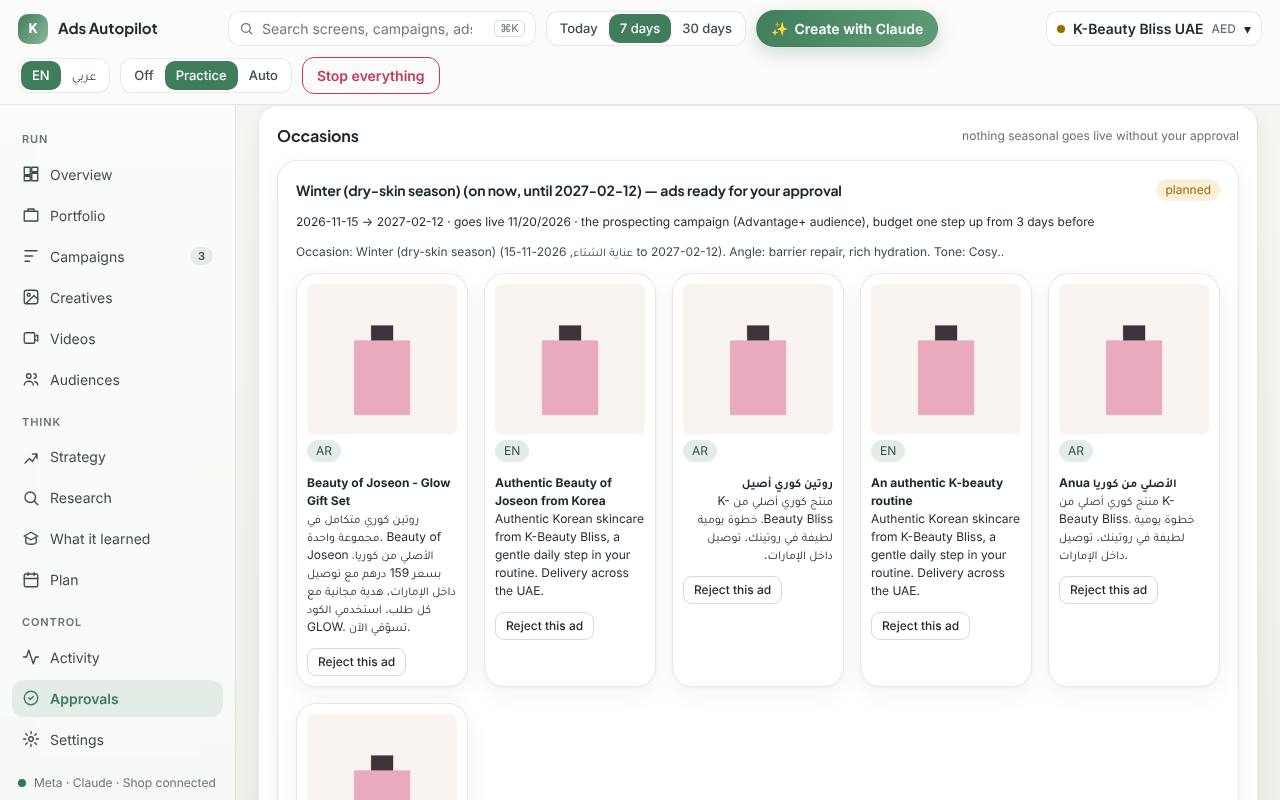 K
Ads Autopilot
Search screens, campaigns, ads
⌘K
Today
7 days
30 days
✨ Create with Claude
K-Beauty Bliss UAE AED ▾
EN
عربي
Off
Practice
Auto
Stop everything
RUN
Overview
Portfolio
Campaigns
3
Creatives
Videos
Audiences
THINK
Strategy
Research
What it learned
Plan
CONTROL
Activity
Approvals
Settings
Meta · Claude · Shop connected
Occasions
nothing seasonal goes live without your approval
Winter (dry-skin season) (on now, until 2027-02-12) — ads ready for your approval
planned
2026-11-15 → 2027-02-12 · goes live 11/20/2026 · the prospecting campaign (Advantage+ audience), budget one step up from 3 days before
Occasion: Winter (dry-skin season) (عناية الشتاء, 2026-11-15 to 2027-02-12). Angle: barrier repair, rich hydration. Tone: Cosy..
AR
Beauty of Joseon - Glow
Gift Set
روتين كوري متكامل في
مجموعة واحدة. Beauty of
Joseon الأصلي من كوريا.
بسعر 159 درهم مع توصيل
داخل الإمارات. هدية مجانية مع
كل طلب. استخدمي الكود
GLOW. تسوّقي الآن.
Reject this ad
EN
Authentic Beauty of
Joseon from Korea
Authentic Korean skincare
from K-Beauty Bliss, a
gentle daily step in your
routine. Delivery across
the UAE.
Reject this ad
AR
روتين كوري أصيل
منتج كوري أصلي من K-
Beauty Bliss. خطوة يومية
لطيفة في روتينك. توصيل
داخل الإمارات.
Reject this ad
EN
An authentic K-beauty
routine
Authentic Korean skincare
from K-Beauty Bliss, a
gentle daily step in your
routine. Delivery across
the UAE.
Reject this ad
AR
Anua الأصلي من كوريا
منتج كوري أصلي من K-
Beauty Bliss. خطوة يومية
لطيفة في روتينك. توصيل
داخل الإمارات.
Reject this ad